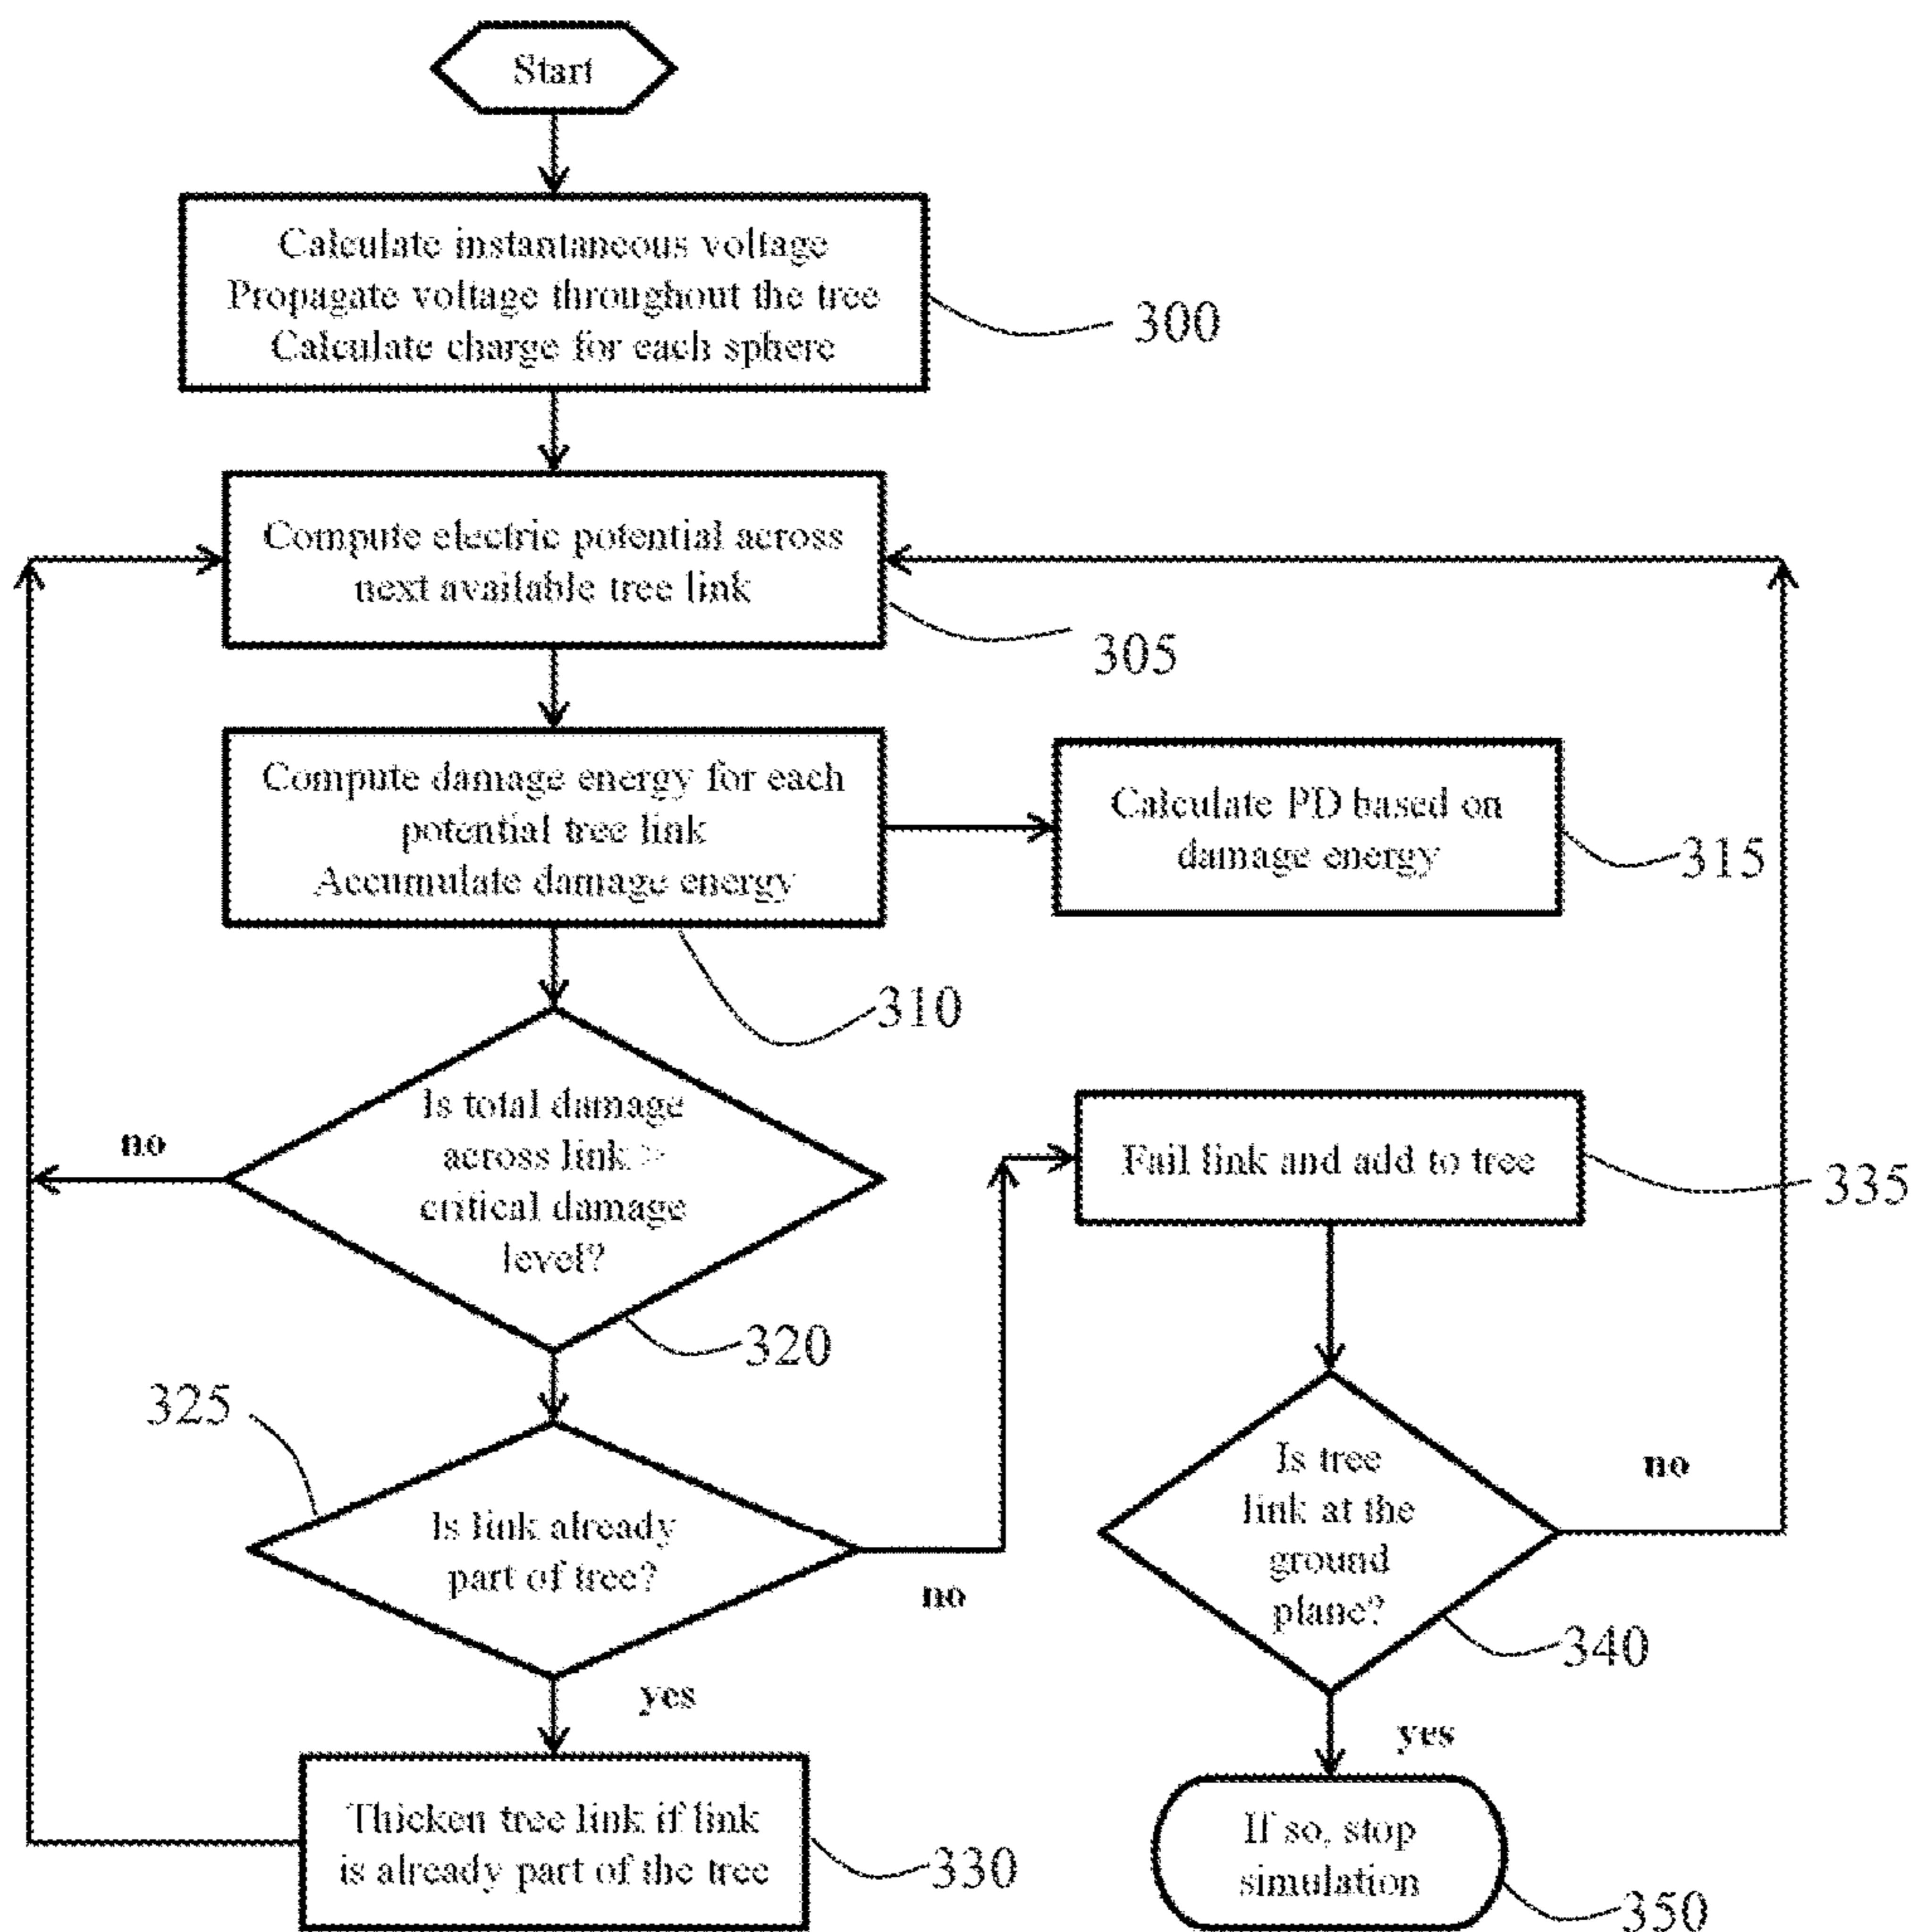 Start
Calculate instantaneous voltage
Propagate voltage throughout the tree
Calculate charge for each sphere
300
Compute electric potential across
next available tree link
305
Compute damage energy for each
potential tree link
Accumulate damage energy
310
Calculate PD based on
damage energy
315
Is total damage
across link >
critical damage
level?
no
320
325
Is link already
part of tree?
no
yes
Thicken tree link if link
is already part of the tree
330
Fail link and add to tree
335
Is tree
link at the
ground
plane?
no
340
yes
If so, stop
simulation
350